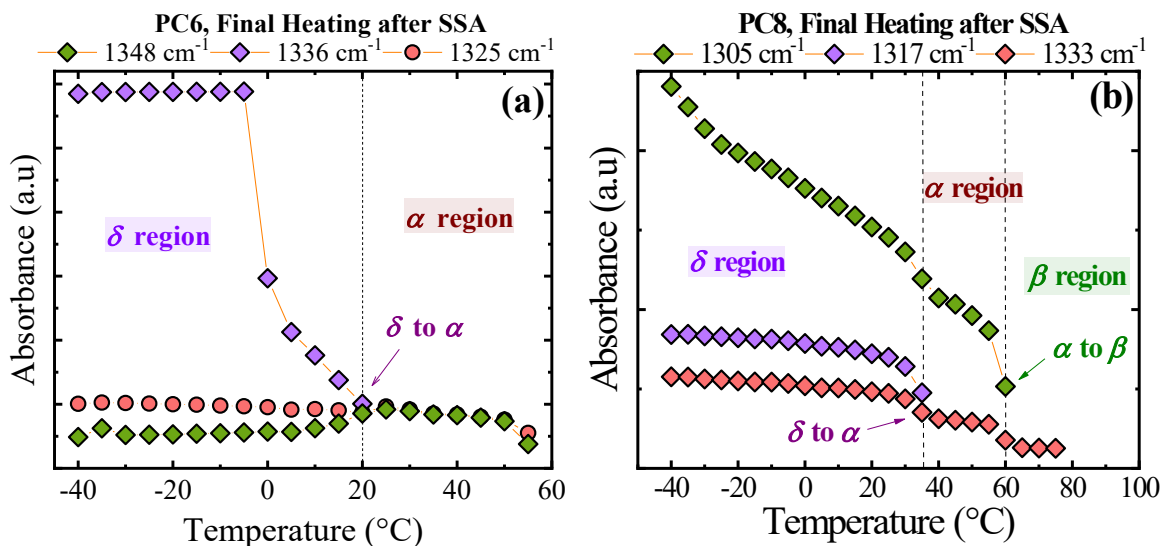 PC6, Final Heating after SSA
1348 cm⁻¹ 1336 cm⁻¹ 1325 cm⁻¹
(a)
Absorbance (a.u)
δ region
α region
δ to α
-40 -20 0 20 40 60
Temperature (°C)
PC8, Final Heating after SSA
1305 cm⁻¹ 1317 cm⁻¹ 1333 cm⁻¹
(b)
Absorbance (a.u)
α region
δ region
β region
α to β
δ to α
-40 -20 0 20 40 60 80 100
Temperature (°C)